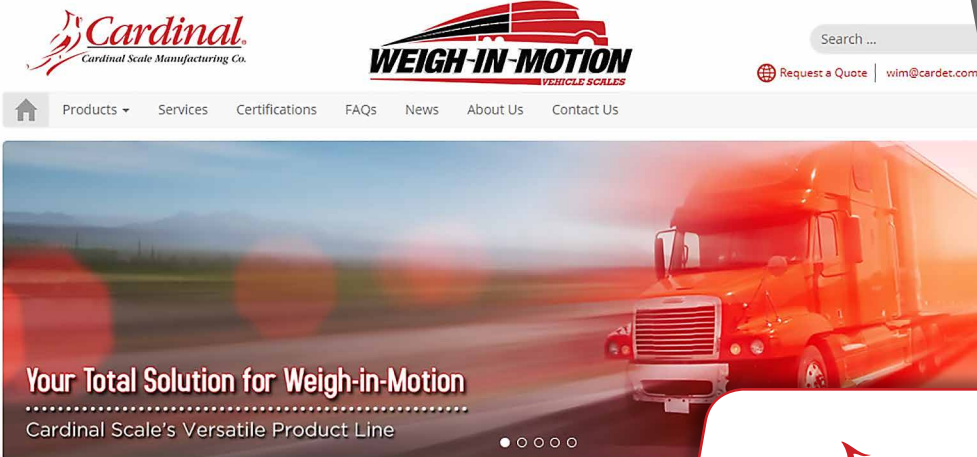 Cardinal®
Cardinal Scale Manufacturing Co.
WEIGH-IN-MOTION
VEHICLE SCALES
Search ...
Request a Quote | wim@cardet.com
Products Services Certifications FAQs News About Us Contact Us
Your Total Solution for Weigh-in-Motion
Cardinal Scale's Versatile Product Line